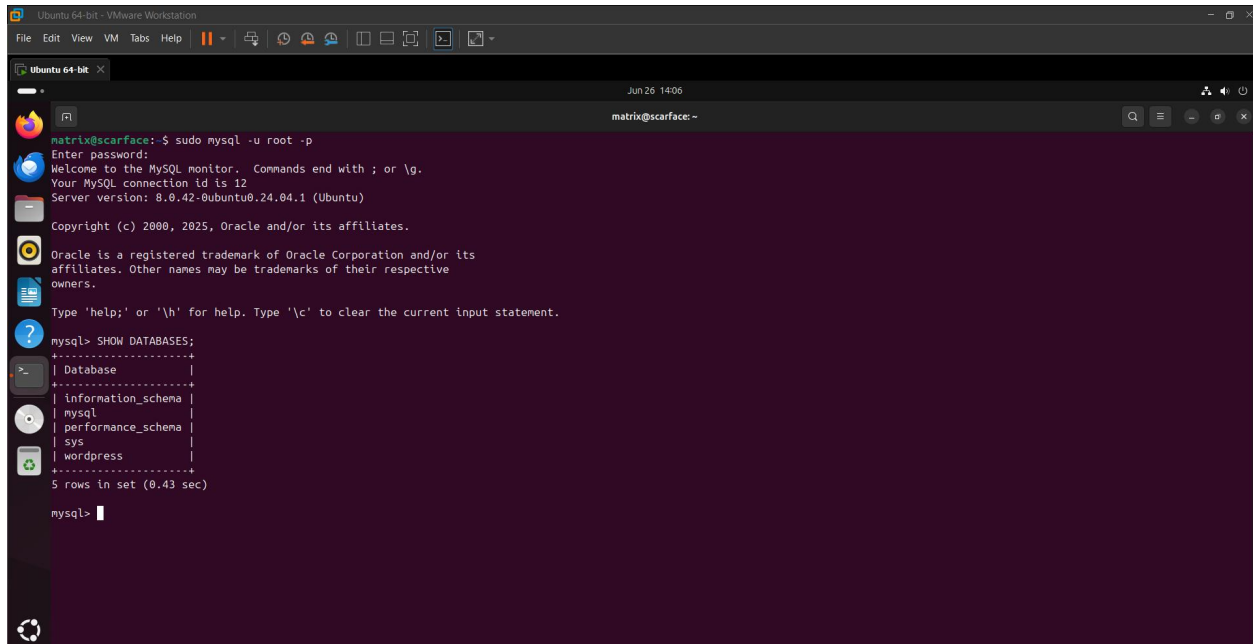 Ubuntu 64-bit - VMware Workstation
File Edit View VM Tabs Help
Ubuntu 64-bit
Jun 26 14:06
matrix@scarface: ~
matrix@scarface:~$ sudo mysql -u root -p
Enter password:
Welcome to the MySQL monitor.  Commands end with ; or \g.
Your MySQL connection id is 12
Server version: 8.0.42-0ubuntu0.24.04.1 (Ubuntu)
Copyright (c) 2000, 2025, Oracle and/or its affiliates.
Oracle is a registered trademark of Oracle Corporation and/or its
affiliates. Other names may be trademarks of their respective
owners.
Type 'help;' or '\h' for help. Type '\c' to clear the current input statement.
mysql> SHOW DATABASES;
+--------------------+
| Database           |
+--------------------+
| information_schema |
| mysql              |
| performance_schema |
| sys                |
| wordpress          |
+--------------------+
5 rows in set (0.43 sec)
mysql>